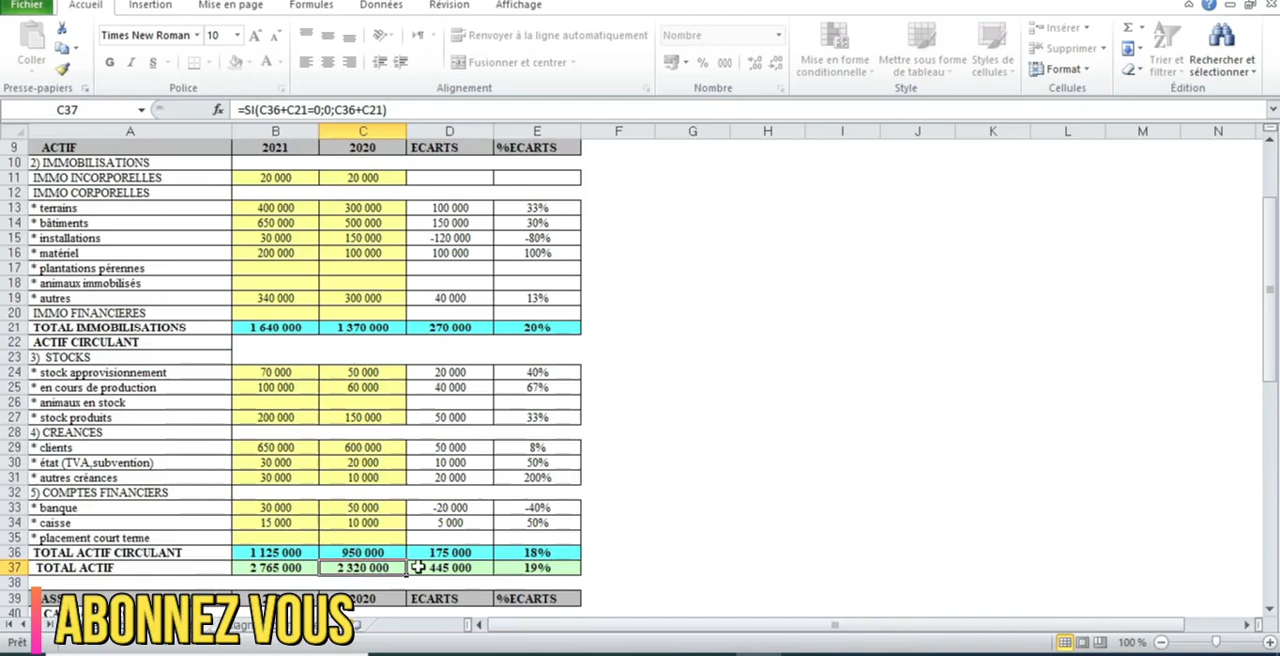 Fichier Accueil Insertion Mise en page Formules Données Révision Affichage
Times New Roman 10 Renvoyer à la ligne automatiquement Nombre Insérer Σ
Coller G I S Fusionner et centrer % 000 Mise en forme conditionnelle Mettre sous forme de tableau Styles de cellules Supprimer Format Trier et filtrer Rechercher et sélectionner
Presse-papiers Police Alignement Nombre Style Cellules Édition
C37 fx =SI(C36+C21=0;0;C36+C21)
A B C D E F G H I J K L M N
9 ACTIF 2021 2020 ECARTS %ECARTS
10 2) IMMOBILISATIONS
11 IMMO INCORPORELLES 20 000 20 000
12 IMMO CORPORELLES
13 * terrains 400 000 300 000 100 000 33%
14 * bâtiments 650 000 500 000 150 000 30%
15 * installations 30 000 150 000 -120 000 -80%
16 * matériel 200 000 100 000 100 000 100%
17 * plantations pérennes
18 * animaux immobilisés
19 * autres 340 000 300 000 40 000 13%
20 IMMO FINANCIERES
21 TOTAL IMMOBILISATIONS 1 640 000 1 370 000 270 000 20%
22 ACTIF CIRCULANT
23 3) STOCKS
24 * stock approvisionnement 70 000 50 000 20 000 40%
25 * en cours de production 100 000 60 000 40 000 67%
26 * animaux en stock
27 * stock produits 200 000 150 000 50 000 33%
28 4) CREANCES
29 * clients 650 000 600 000 50 000 8%
30 * état (TVA,subvention) 30 000 20 000 10 000 50%
31 * autres créances 30 000 10 000 20 000 200%
32 5) COMPTES FINANCIERS
33 * banque 30 000 50 000 -20 000 -40%
34 * caisse 15 000 10 000 5 000 50%
35 * placement court terme
36 TOTAL ACTIF CIRCULANT 1 125 000 950 000 175 000 18%
37 TOTAL ACTIF 2 765 000 2 320 000 445 000 19%
38
39 2020 ECARTS %ECARTS
40
ABONNEZ VOUS
Prêt 100 %